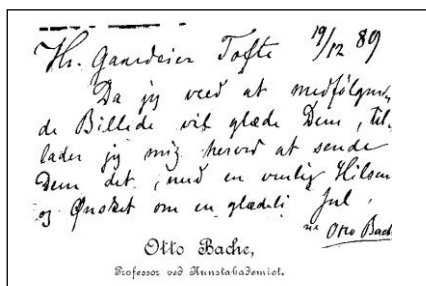 Hr. Gaardeier Tofte 19/12 89
Da jeg veed at medfølgen-
de Billede vil glæde Dem, til-
lader jeg mig herved at sende
Dem det, med en venlig Hilsen
og Ønsket om en glædeli Jul,
Otto Bach
Otto Bache,
Professor ved Kunstakademiet.